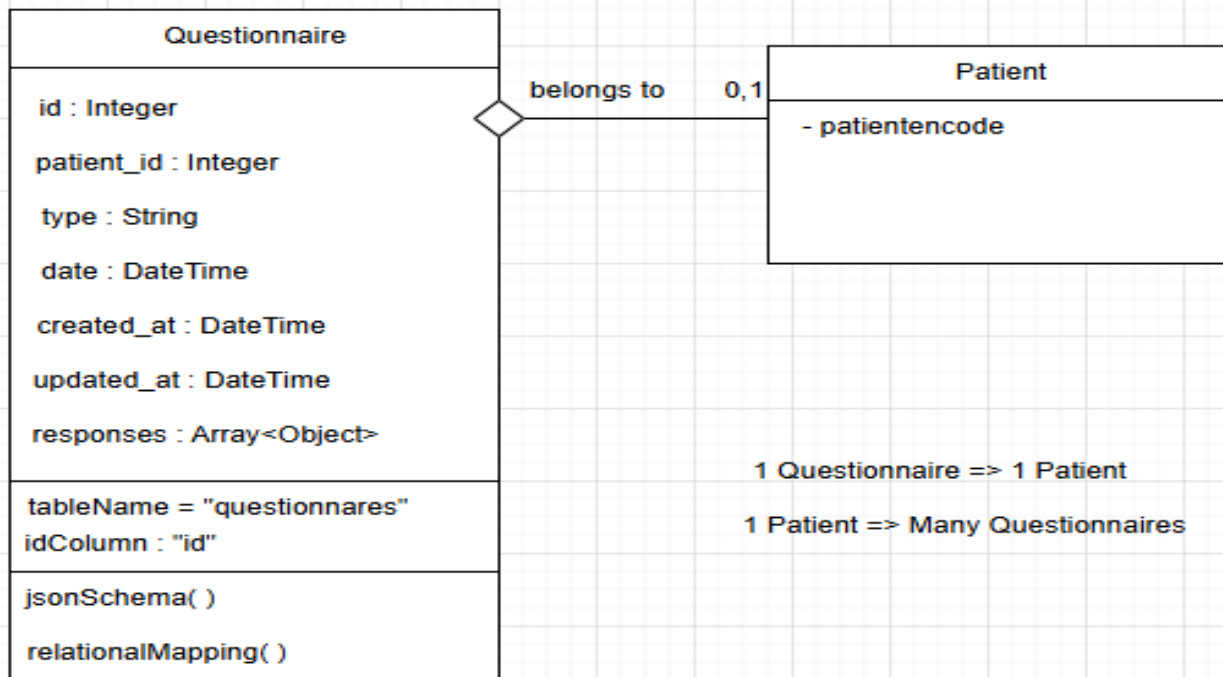 Questionnaire
id : Integer
patient_id : Integer
type : String
date : DateTime
created_at : DateTime
updated_at : DateTime
responses : Array<Object>
tableName = "questionnares"
idColumn : "id"
jsonSchema( )
relationalMapping( )
belongs to 0,1
Patient
- patientencode
1 Questionnaire => 1 Patient
1 Patient => Many Questionnaires